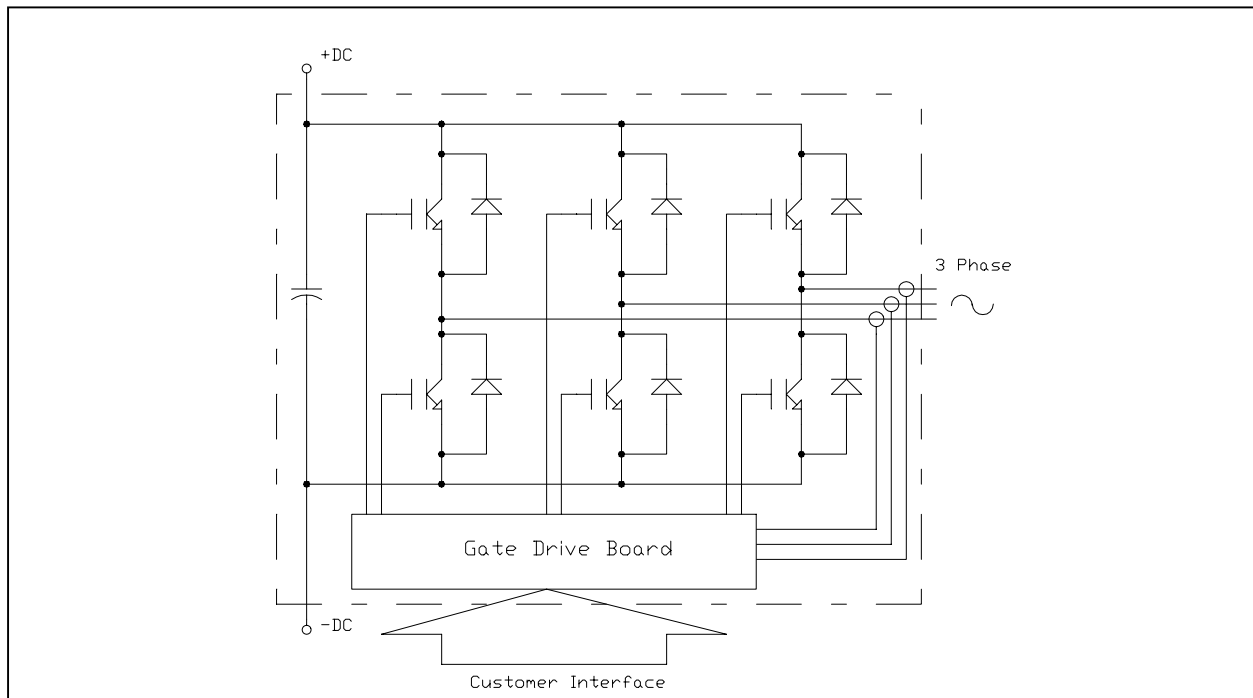 +DC
3 Phase
Gate Drive Board
-DC
Customer Interface